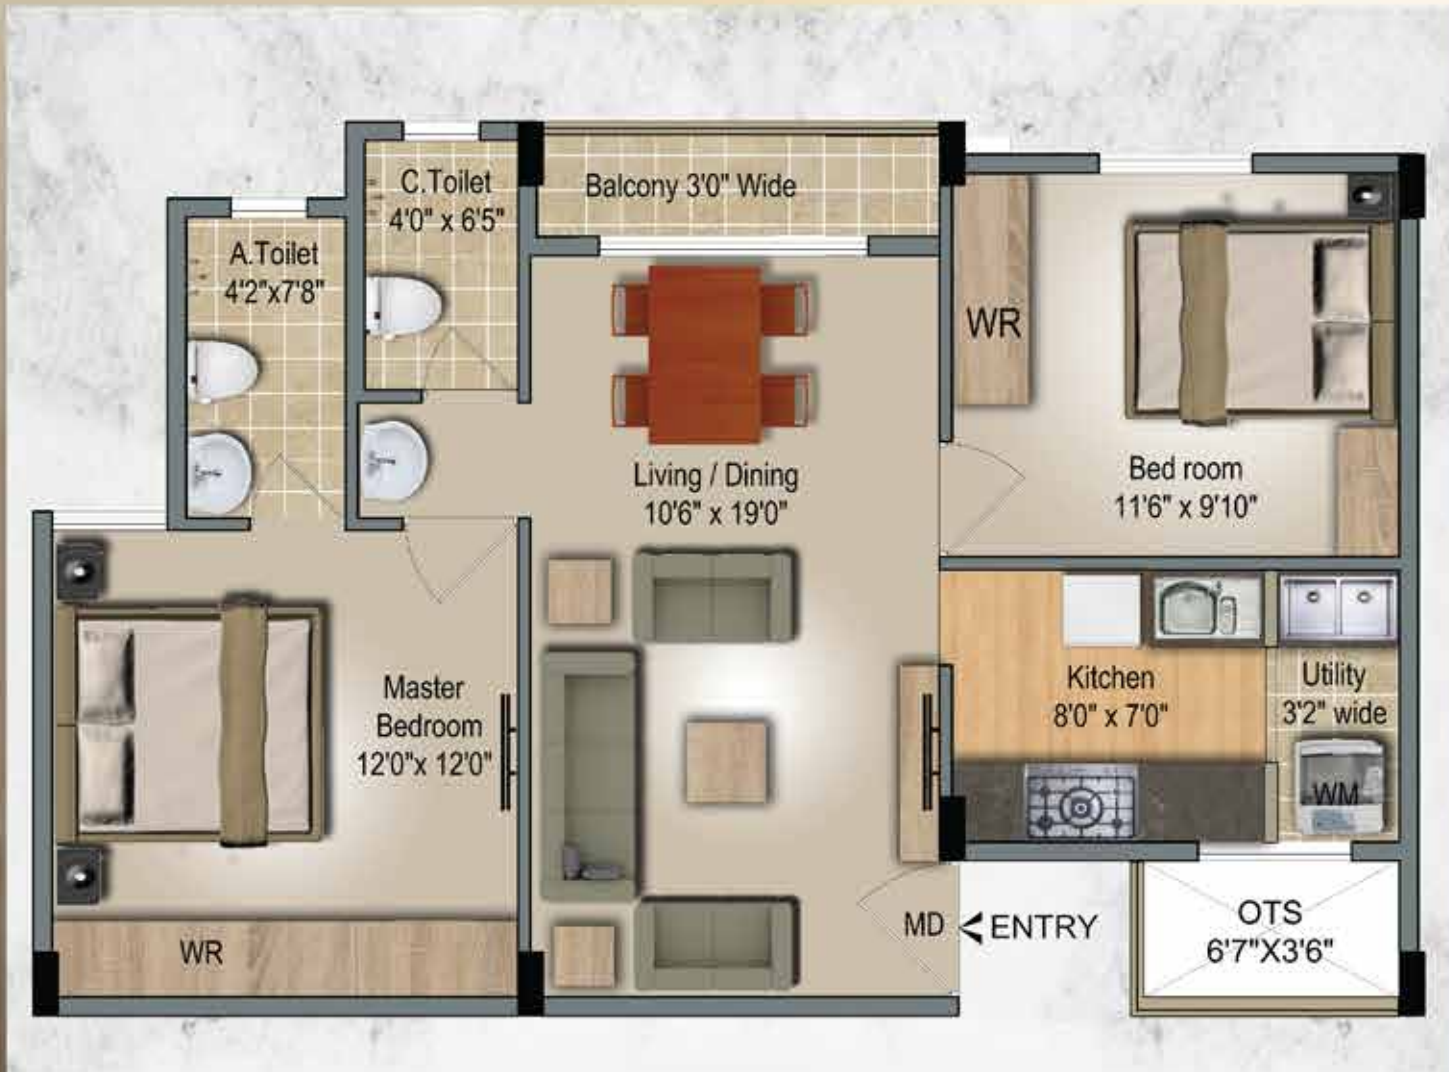 C.Toilet
4'0" x 6'5"
Balcony 3'0" Wide
A.Toilet
4'2"x7'8"
WR
Living / Dining
10'6" x 19'0"
Bed room
11'6" x 9'10"
Master
Bedroom
12'0"x 12'0"
Kitchen
8'0" x 7'0"
Utility
3'2" wide
WM
WR
MD
ENTRY
OTS
6'7"X3'6"